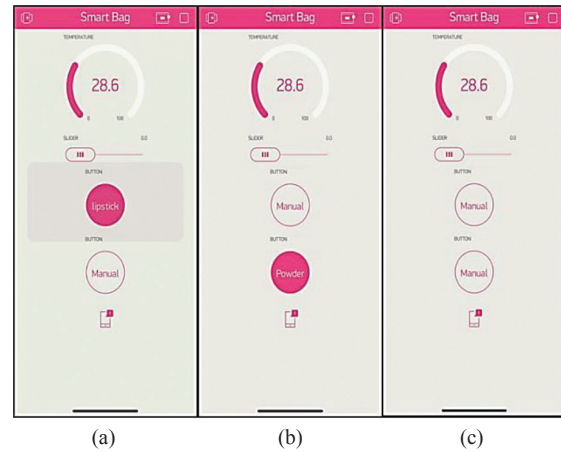 Smart Bag
TEMPERATURE
28.6
0 100
SLIDER 0.0
BUTTON
lipstick
BUTTON
Manual
(a)
Smart Bag
TEMPERATURE
28.6
0 100
SLIDER 0.0
BUTTON
Manual
BUTTON
Powder
(b)
Smart Bag
TEMPERATURE
28.6
0 100
SLIDER 0.0
BUTTON
Manual
BUTTON
Manual
(c)